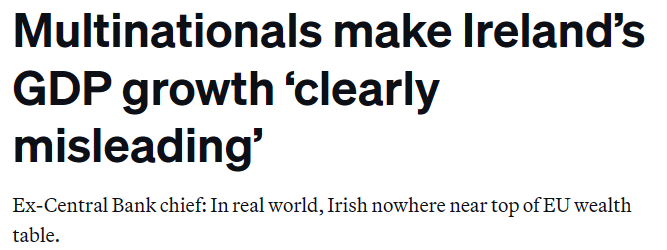 Multinationals make Ireland’s
GDP growth ‘clearly
misleading’
Ex-Central Bank chief: In real world, Irish nowhere near top of EU wealth
table.